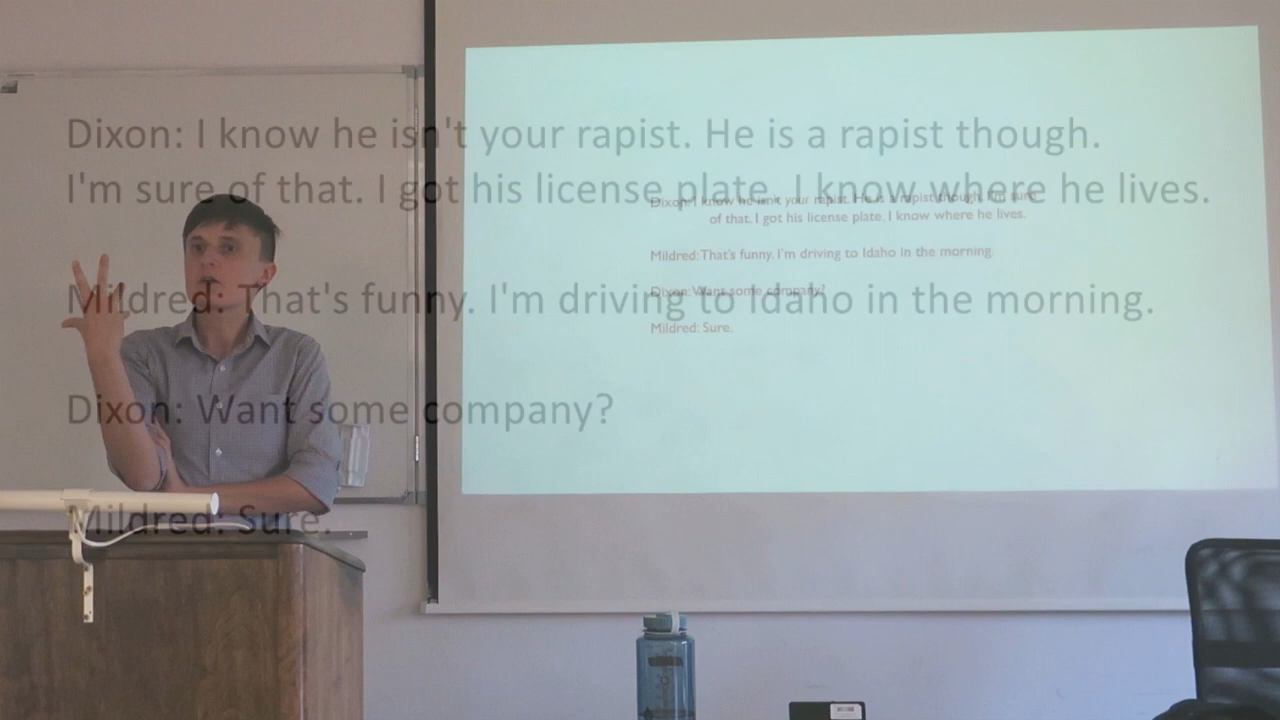 Dixon: I know he isn't your rapist. He is a rapist though.
I'm sure of that. I got his license plate. I know where he lives.
Mildred: That's funny. I'm driving to Idaho in the morning.
Dixon: Want some company?
Mildred: Sure.
Dixon: I know he isn't your rapist. He is a rapist though. I'm sure
of that. I got his license plate. I know where he lives.
Mildred: That's funny. I'm driving to Idaho in the morning.
Dixon: Want some company?
Mildred: Sure.